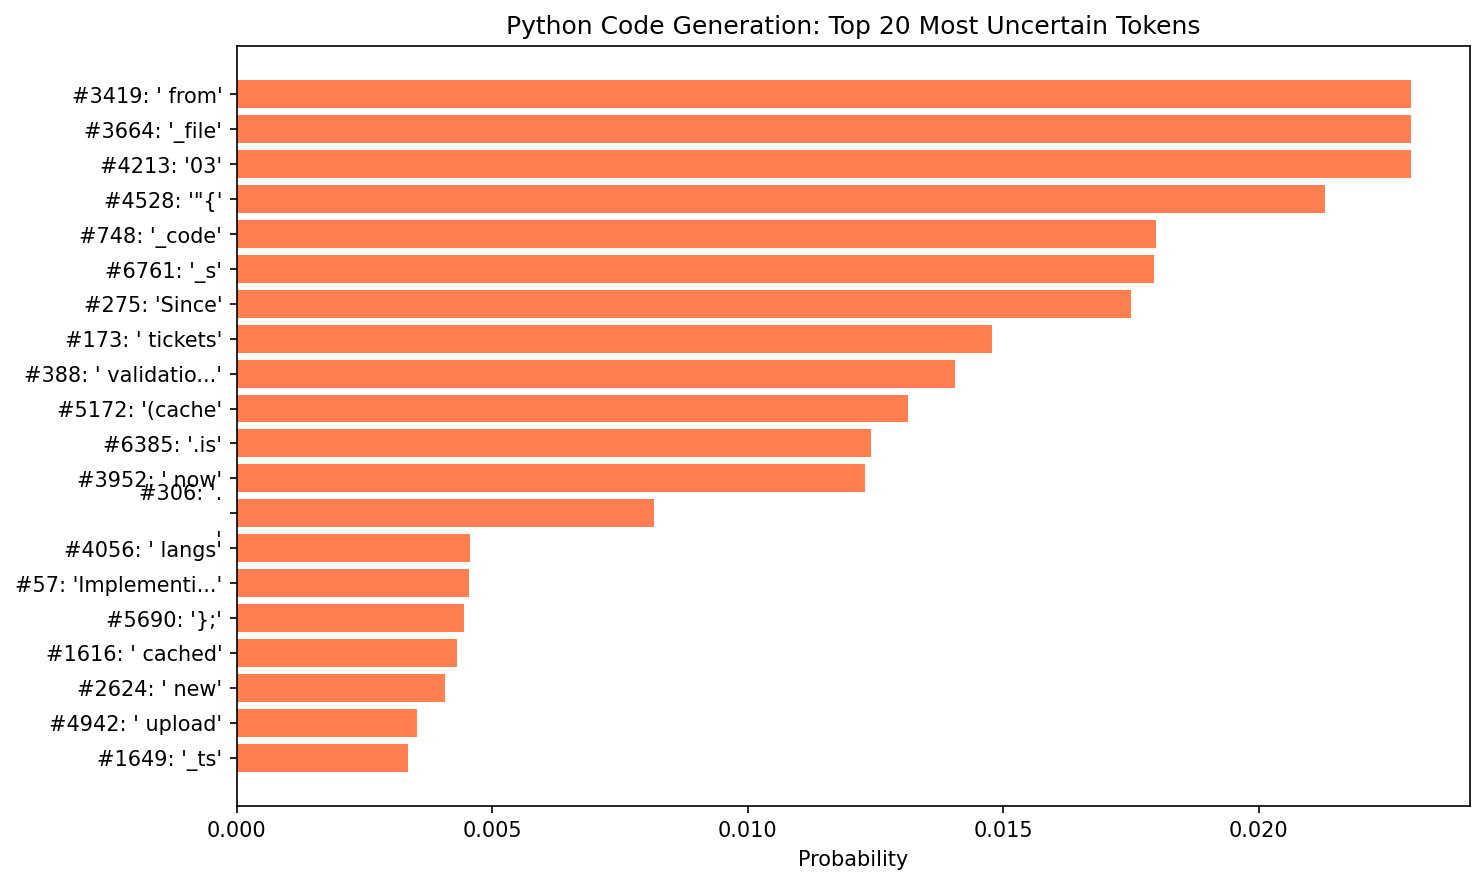 Python Code Generation: Top 20 Most Uncertain Tokens
#3419: ' from'
#3664: '_file'
#4213: '03'
#4528: '"{'
#748: '_code'
#6761: '_s'
#275: 'Since'
#173: ' tickets'
#388: ' validatio...'
#5172: '(cache'
#6385: '.is'
#3952: ' now'
#306: '.
'
#4056: ' langs'
#57: 'Implementi...'
#5690: '};'
#1616: ' cached'
#2624: ' new'
#4942: ' upload'
#1649: '_ts'
0.000 0.005 0.010 0.015 0.020
Probability